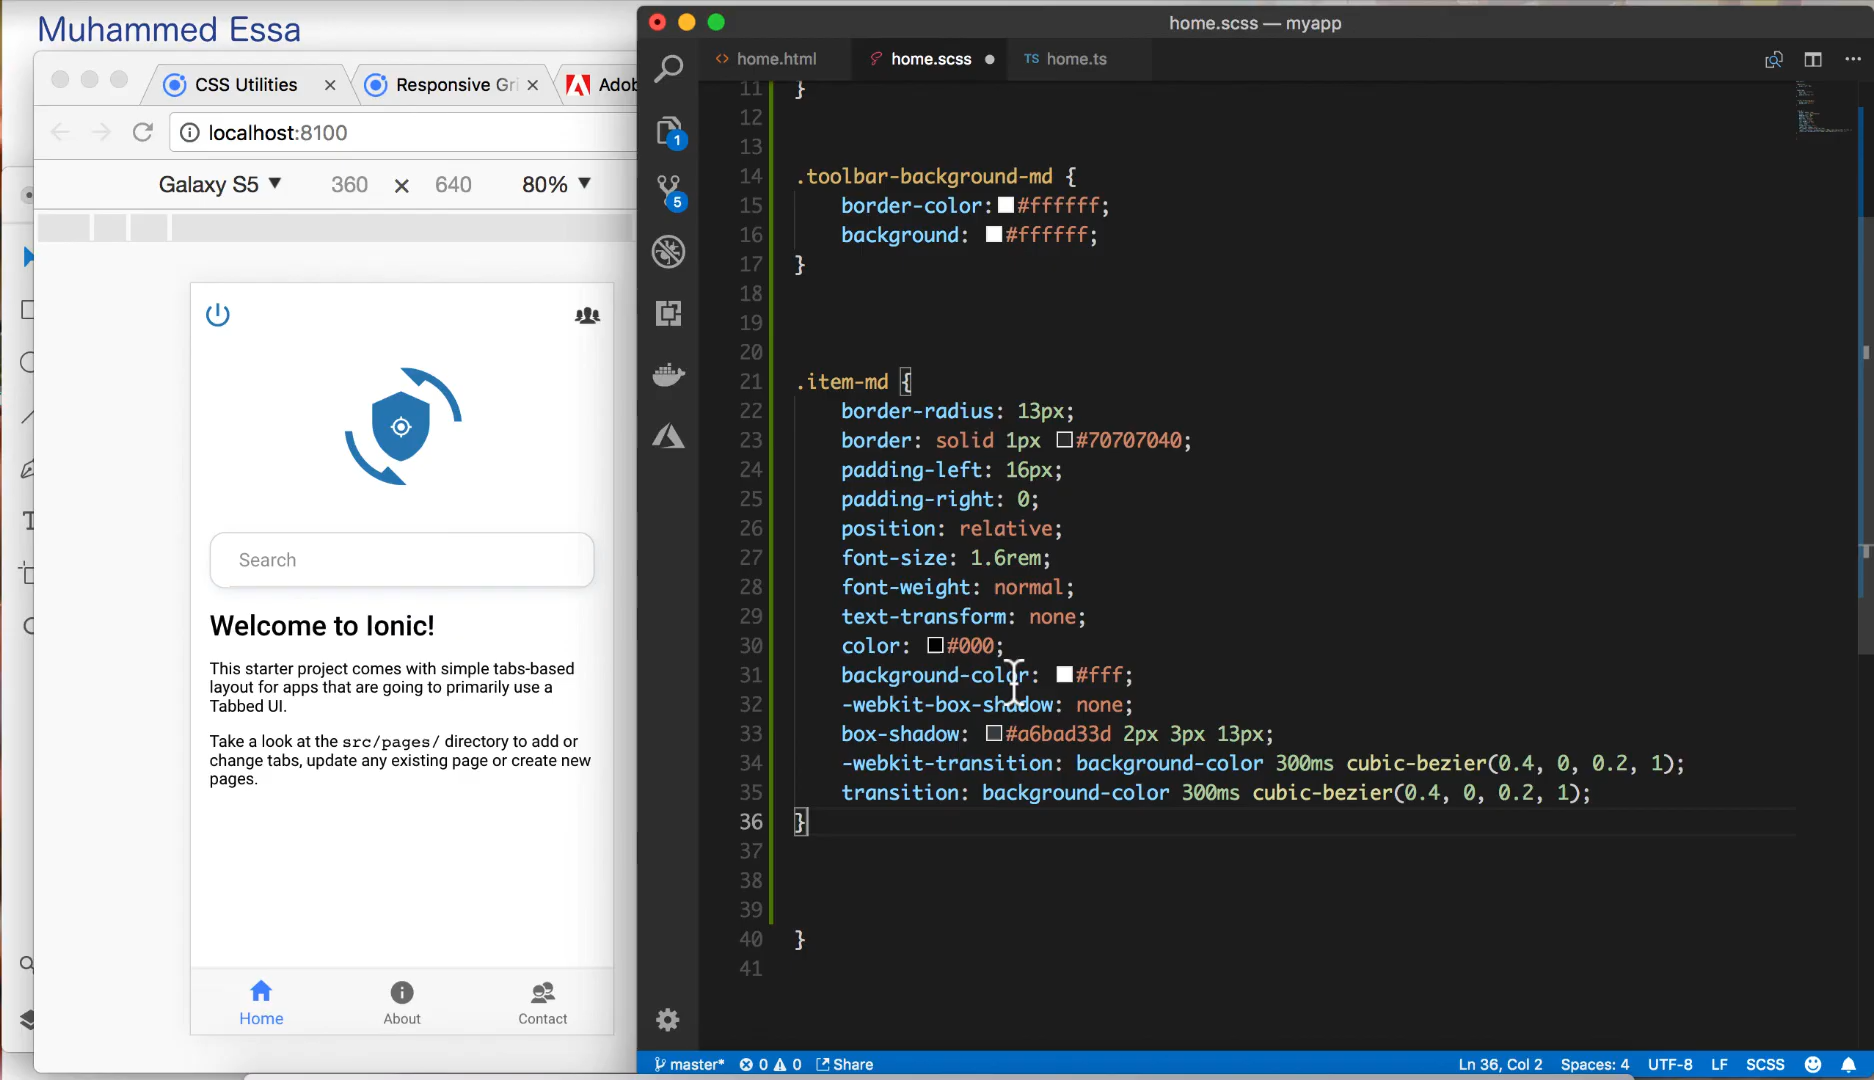 Muhammed Essa
CSS Utilities
Responsive Gri
Adob
localhost:8100
Galaxy S5 360 × 640 80%
Search
Welcome to Ionic!
This starter project comes with simple tabs-based
layout for apps that are going to primarily use a
Tabbed UI.
Take a look at the src/pages/ directory to add or
change tabs, update any existing page or create new
pages.
Home
About
Contact
home.scss — myapp
home.html
home.scss
TS home.ts
1
5
11 }
12
13
14 .toolbar-background-md {
15 border-color: #ffffff;
16 background: #ffffff;
17 }
18
19
20
21 .item-md {
22 border-radius: 13px;
23 border: solid 1px #70707040;
24 padding-left: 16px;
25 padding-right: 0;
26 position: relative;
27 font-size: 1.6rem;
28 font-weight: normal;
29 text-transform: none;
30 color: #000;
31 background-color: #fff;
32 -webkit-box-shadow: none;
33 box-shadow: #a6bad33d 2px 3px 13px;
34 -webkit-transition: background-color 300ms cubic-bezier(0.4, 0, 0.2, 1);
35 transition: background-color 300ms cubic-bezier(0.4, 0, 0.2, 1);
36 }
37
38
39
40 }
41
master* 0 0 Share
Ln 36, Col 2 Spaces: 4 UTF-8 LF SCSS